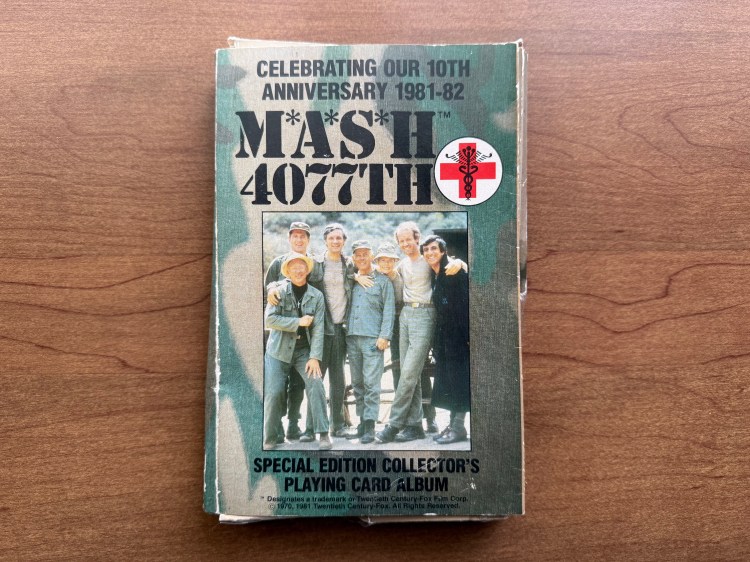 CELEBRATING OUR 10TH
ANNIVERSARY 1981-82
M*A*S*H™
4077TH
SPECIAL EDITION COLLECTOR'S
PLAYING CARD ALBUM
™ Designates a trademark of Twentieth Century-Fox Film Corp.
© 1970, 1981 Twentieth Century-Fox. All Rights Reserved.